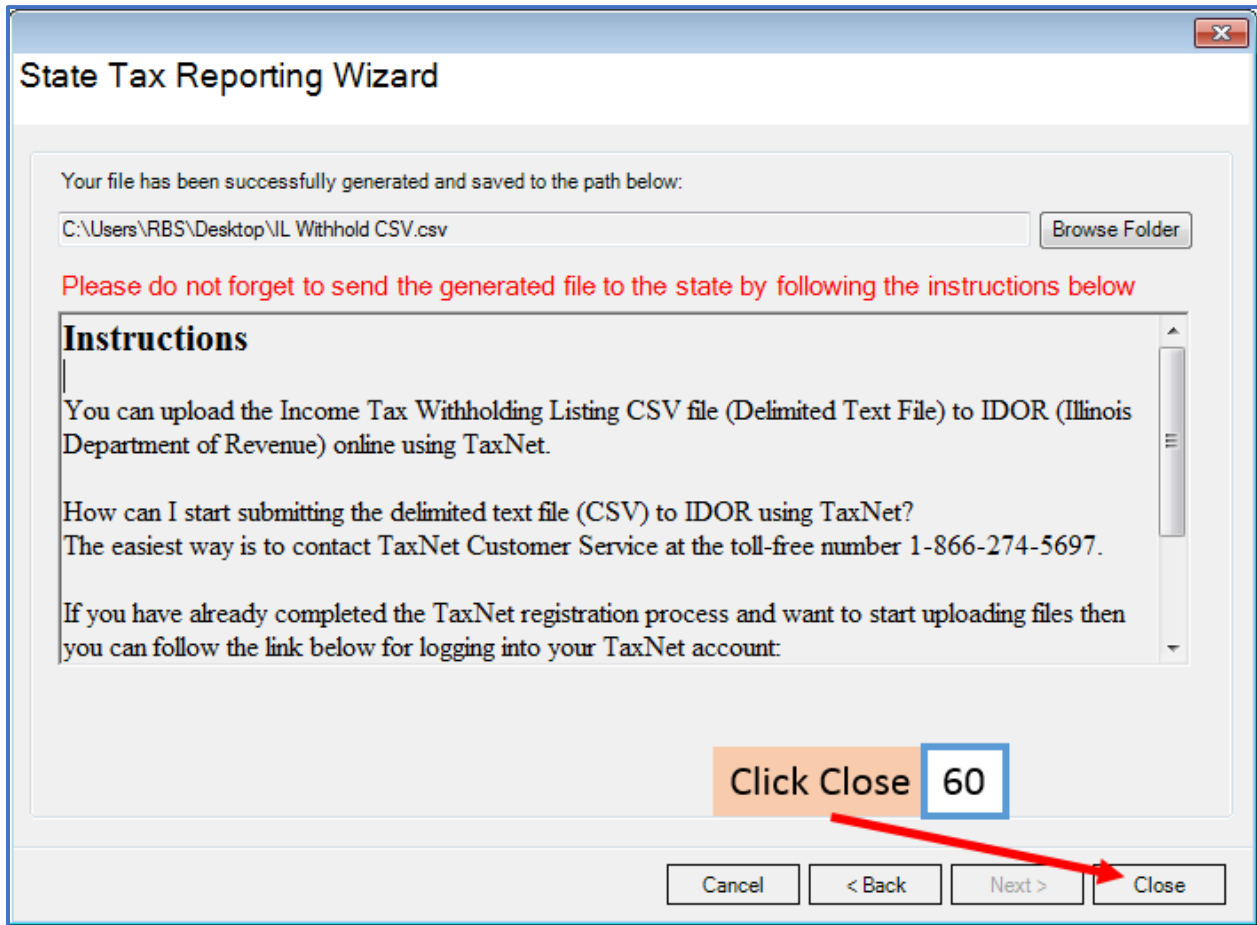 State Tax Reporting Wizard
Your file has been successfully generated and saved to the path below:
C:\Users\RBS\Desktop\IL Withhold CSV.csv
Browse Folder
Please do not forget to send the generated file to the state by following the instructions below
Instructions
You can upload the Income Tax Withholding Listing CSV file (Delimited Text File) to IDOR (Illinois
Department of Revenue) online using TaxNet.
How can I start submitting the delimited text file (CSV) to IDOR using TaxNet?
The easiest way is to contact TaxNet Customer Service at the toll-free number 1-866-274-5697.
If you have already completed the TaxNet registration process and want to start uploading files then
you can follow the link below for logging into your TaxNet account:
Click Close 60
Cancel < Back Next > Close